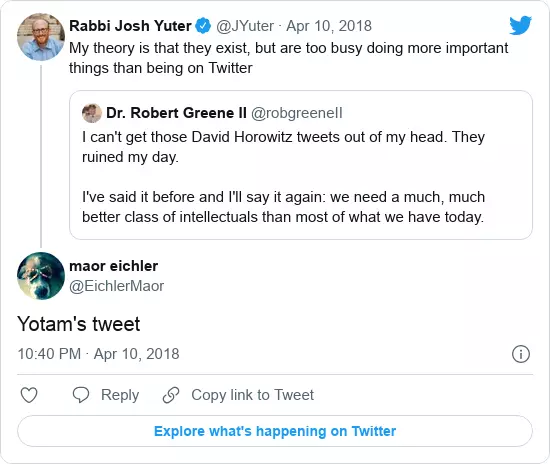 Rabbi Josh Yuter @JYuter · Apr 10, 2018
My theory is that they exist, but are too busy doing more important
things than being on Twitter
Dr. Robert Greene II @robgreeneII
I can't get those David Horowitz tweets out of my head. They
ruined my day.
I've said it before and I'll say it again: we need a much, much
better class of intellectuals than most of what we have today.
maor eichler
@EichlerMaor
Yotam's tweet
10:40 PM · Apr 10, 2018
Reply Copy link to Tweet
Explore what's happening on Twitter